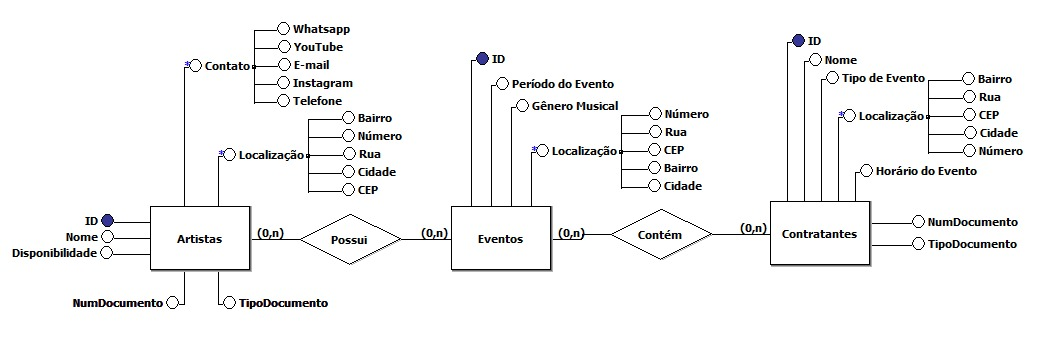 Whatsapp
YouTube
* Contato
E-mail
Instagram
Telefone
* Localização
Bairro
Número
Rua
Cidade
CEP
ID
Nome
Disponibilidade
Artistas
NumDocumento
TipoDocumento
(0,n)
Possui
(0,n)
ID
Período do Evento
Gênero Musical
* Localização
Número
Rua
CEP
Bairro
Cidade
Eventos
(0,n)
Contém
(0,n)
ID
Nome
Tipo de Evento
* Localização
Bairro
Rua
CEP
Cidade
Número
Horário do Evento
Contratantes
NumDocumento
TipoDocumento